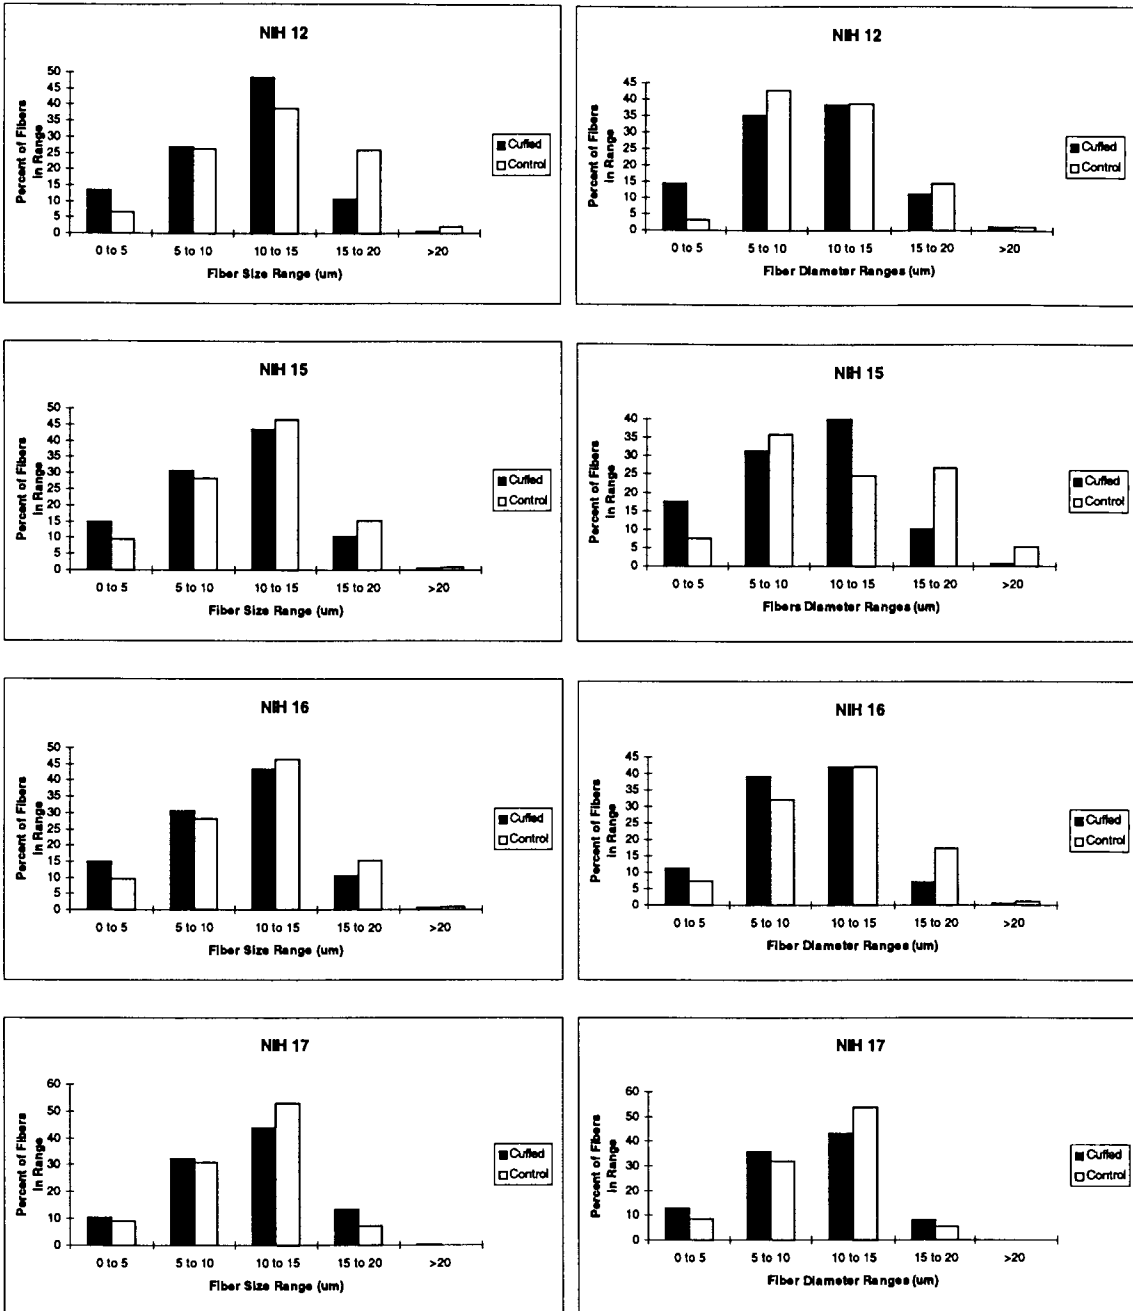 NIH 12
Percent of Fibers
in Range
50
45
40
35
30
25
20
15
10
5
0
0 to 5
5 to 10
10 to 15
15 to 20
>20
Fiber Size Range (um)
Cuffed
Control
NIH 12
Percent of Fibers
in Range
45
40
35
30
25
20
15
10
5
0
0 to 5
5 to 10
10 to 15
15 to 20
>20
Fiber Diameter Ranges (um)
Cuffed
Control
NIH 15
Percent of Fibers
in Range
50
45
40
35
30
25
20
15
10
5
0
0 to 5
5 to 10
10 to 15
15 to 20
>20
Fiber Size Range (um)
Cuffed
Control
NIH 15
Percent of Fibers
in Range
40
35
30
25
20
15
10
5
0
0 to 5
5 to 10
10 to 15
15 to 20
>20
Fibers Diameter Ranges (um)
Cuffed
Control
NIH 16
Percent of Fibers
in Range
50
45
40
35
30
25
20
15
10
5
0
0 to 5
5 to 10
10 to 15
15 to 20
>20
Fiber Size Range (um)
Cuffed
Control
NIH 16
Percent of Fibers
in Range
45
40
35
30
25
20
15
10
5
0
0 to 5
5 to 10
10 to 15
15 to 20
>20
Fiber Diameter Ranges (um)
Cuffed
Control
NIH 17
Percent of Fibers
in Range
60
50
40
30
20
10
0
0 to 5
5 to 10
10 to 15
15 to 20
>20
Fiber Size Range (um)
Cuffed
Control
NIH 17
Percent of Fibers
in Range
60
50
40
30
20
10
0
0 to 5
5 to 10
10 to 15
15 to 20
>20
Fiber Diameter Ranges (um)
Cuffed
Control